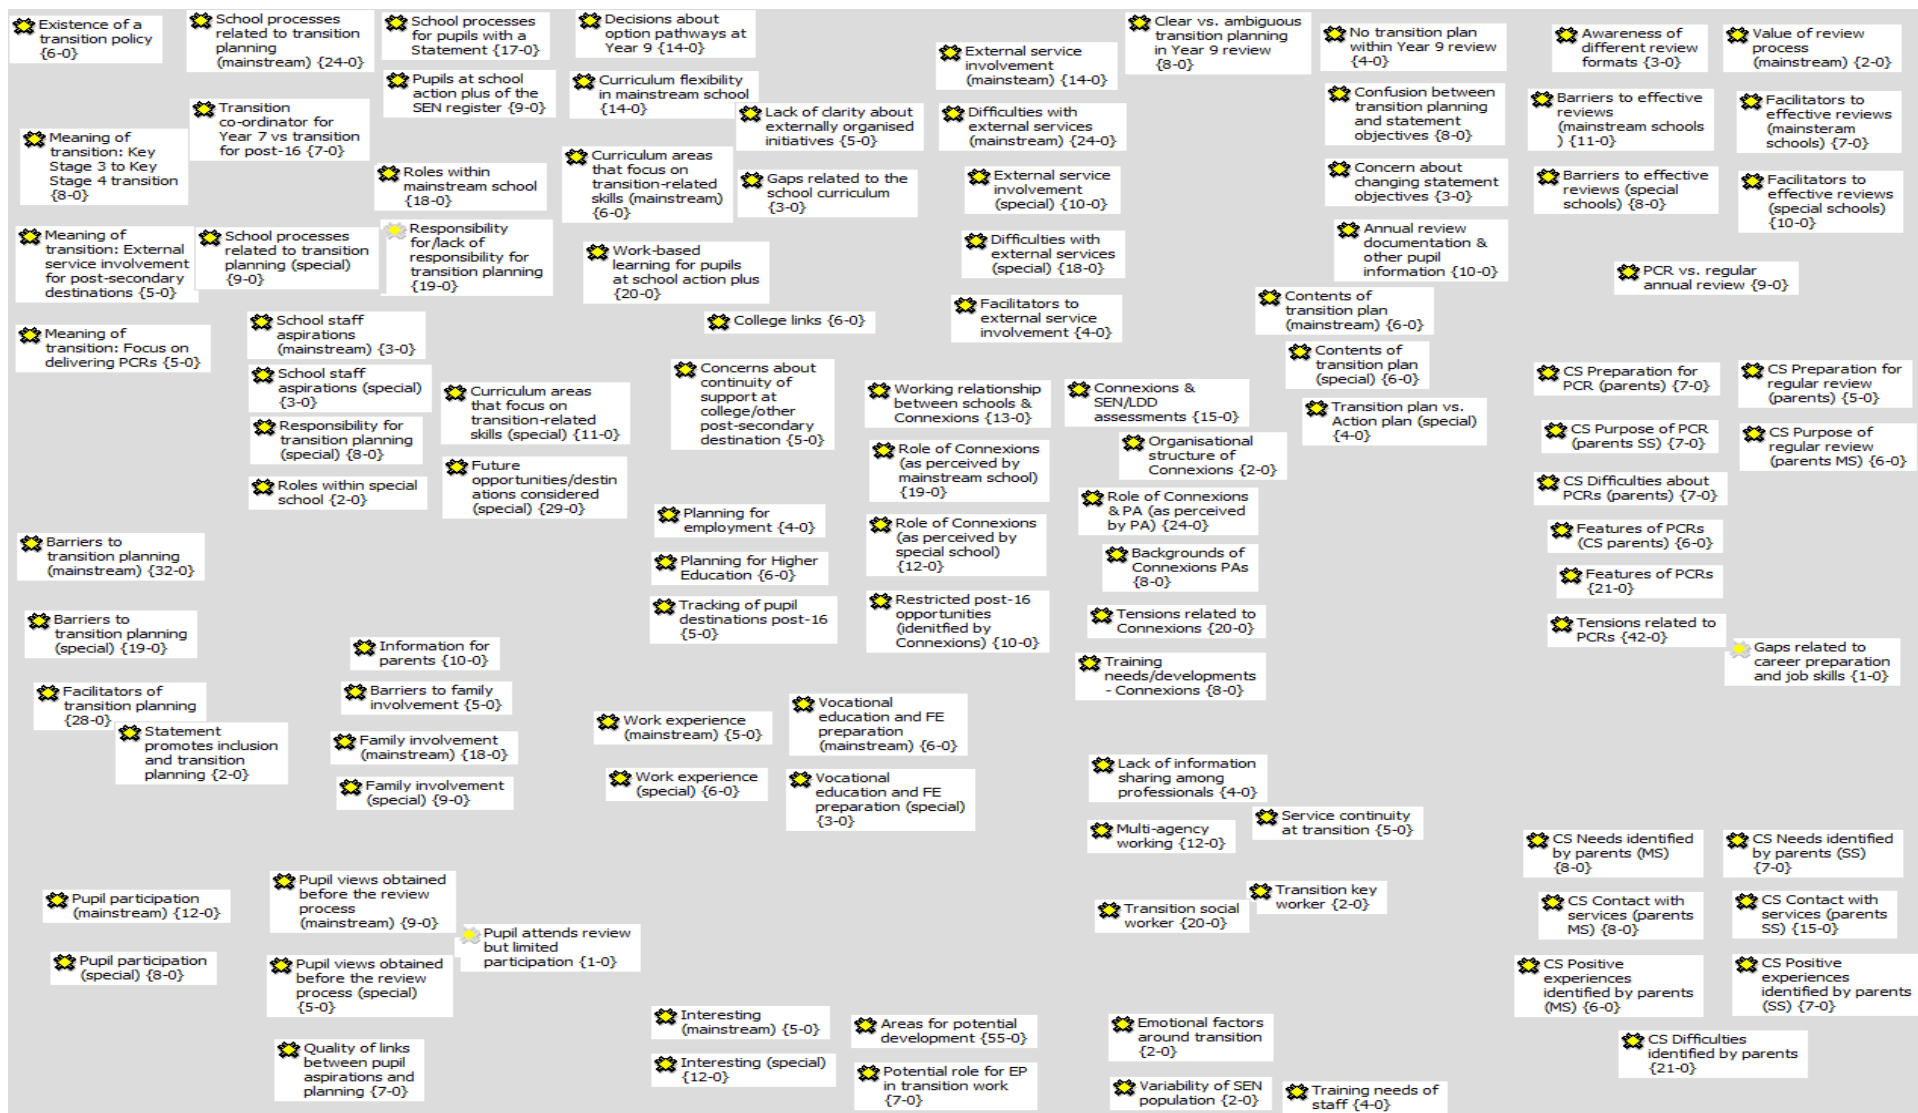 Existence of a
transition policy
{6-0}
School processes
related to transition
planning
(mainstream) {24-0}
School processes
for pupils with a
Statement {17-0}
Decisions about
option pathways at
Year 9 {14-0}
External service
involvement
(mainsteam) {14-0}
Clear vs. ambiguous
transition planning
in Year 9 review
{8-0}
No transition plan
within Year 9 review
{4-0}
Awareness of
different review
formats {3-0}
Value of review
process
(mainstream) {2-0}
Pupils at school
action plus of the
SEN register {9-0}
Curriculum flexibility
in mainstream school
{14-0}
Meaning of
transition: Key
Stage 3 to Key
Stage 4 transition
{8-0}
Transition
co-ordinator for
Year 7 vs transition
for post-16 {7-0}
Lack of clarity about
externally organised
initiatives {5-0}
Difficulties with
external services
(mainstream) {24-0}
Confusion between
transition planning
and statement
objectives {8-0}
Barriers to effective
reviews
(mainstream schools
) {11-0}
Facilitators to
effective reviews
(mainsteram
schools) {7-0}
Roles within
mainstream school
{18-0}
Curriculum areas
that focus on
transition-related
skills (mainstream)
{6-0}
Gaps related to the
school curriculum
{3-0}
External service
involvement
(special) {10-0}
Concern about
changing statement
objectives {3-0}
Barriers to effective
reviews (special
schools) {8-0}
Facilitators to
effective reviews
(special schools)
{10-0}
Meaning of
transition: External
service involvement
for post-secondary
destinations {5-0}
School processes
related to transition
planning (special)
{9-0}
Responsibility
for/lack of
responsibility for
transition planning
{19-0}
Work-based
learning for pupils
at school action plus
{20-0}
Difficulties with
external services
(special) {18-0}
Annual review
documentation &
other pupil
information {10-0}
PCR vs. regular
annual review {9-0}
Meaning of
transition: Focus on
delivering PCRs {5-0}
School staff
aspirations
(mainstream) {3-0}
College links {6-0}
Facilitators to
external service
involvement {4-0}
Contents of
transition plan
(mainstream) {6-0}
School staff
aspirations (special)
{3-0}
Curriculum areas
that focus on
transition-related
skills (special) {11-0}
Concerns about
continuity of
support at
college/other
post-secondary
destination {5-0}
Working relationship
between schools &
Connexions {13-0}
Connexions &
SEN/LDD
assessments {15-0}
Contents of
transition plan
(special) {6-0}
CS Preparation for
PCR (parents) {7-0}
CS Preparation for
regular review
(parents) {5-0}
Responsibility for
transition planning
(special) {8-0}
Transition plan vs.
Action plan (special)
{4-0}
Role of Connexions
(as perceived by
mainstream school)
{19-0}
Organisational
structure of
Connexions {2-0}
CS Purpose of PCR
(parents SS) {7-0}
CS Purpose of
regular review
(parents MS) {6-0}
Roles within special
school {2-0}
Future
opportunities/destin
ations considered
(special) {29-0}
Role of Connexions
& PA (as perceived
by PA) {24-0}
CS Difficulties about
PCRs (parents) {7-0}
Barriers to
transition planning
(mainstream) {32-0}
Planning for
employment {4-0}
Role of Connexions
(as perceived by
special school)
{12-0}
Backgrounds of
Connexions PAs
{8-0}
Features of PCRs
(CS parents) {6-0}
Planning for Higher
Education {6-0}
Features of PCRs
{21-0}
Barriers to
transition planning
(special) {19-0}
Tracking of pupil
destinations post-16
{5-0}
Restricted post-16
opportunities
(idenitfied by
Connexions) {10-0}
Tensions related to
Connexions {20-0}
Tensions related to
PCRs {42-0}
Information for
parents {10-0}
Training
needs/developments
- Connexions {8-0}
Gaps related to
career preparation
and job skills {1-0}
Facilitators of
transition planning
{28-0}
Barriers to family
involvement {5-0}
Statement
promotes inclusion
and transition
planning {2-0}
Family involvement
(mainstream) {18-0}
Work experience
(mainstream) {5-0}
Vocational
education and FE
preparation
(mainstream) {6-0}
Family involvement
(special) {9-0}
Work experience
(special) {6-0}
Vocational
education and FE
preparation (special)
{3-0}
Lack of information
sharing among
professionals {4-0}
Multi-agency
working {12-0}
Service continuity
at transition {5-0}
CS Needs identified
by parents (MS)
{8-0}
CS Needs identified
by parents (SS)
{7-0}
Pupil participation
(mainstream) {12-0}
Pupil views obtained
before the review
process
(mainstream) {9-0}
Transition key
worker {2-0}
Transition social
worker {20-0}
CS Contact with
services (parents
MS) {8-0}
CS Contact with
services (parents
SS) {15-0}
Pupil attends review
but limited
participation {1-0}
Pupil participation
(special) {8-0}
Pupil views obtained
before the review
process (special)
{5-0}
CS Positive
experiences
identified by parents
(MS) {6-0}
CS Positive
experiences
identified by parents
(SS) {7-0}
Interesting
(mainstream) {5-0}
Areas for potential
development {55-0}
Emotional factors
around transition
{2-0}
CS Difficulties
identified by parents
{21-0}
Quality of links
between pupil
aspirations and
planning {7-0}
Interesting (special)
{12-0}
Potential role for EP
in transition work
{7-0}
Variability of SEN
population {2-0}
Training needs of
staff {4-0}